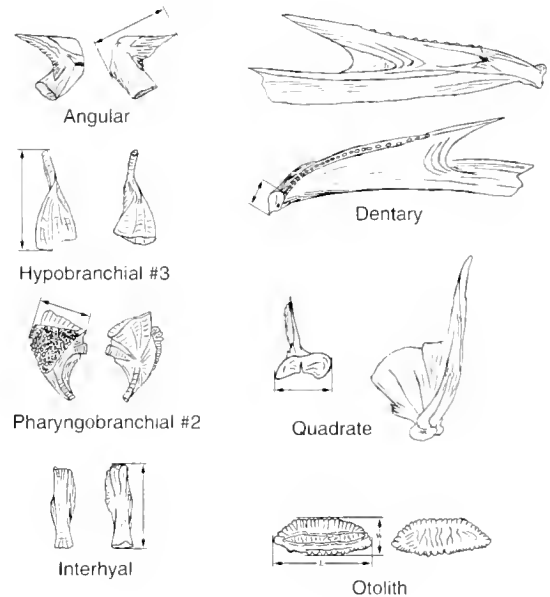 Angular
Dentary
Hypobranchial #3
Pharyngobranchial #2
Quadrate
Interhyal
L
Otolith